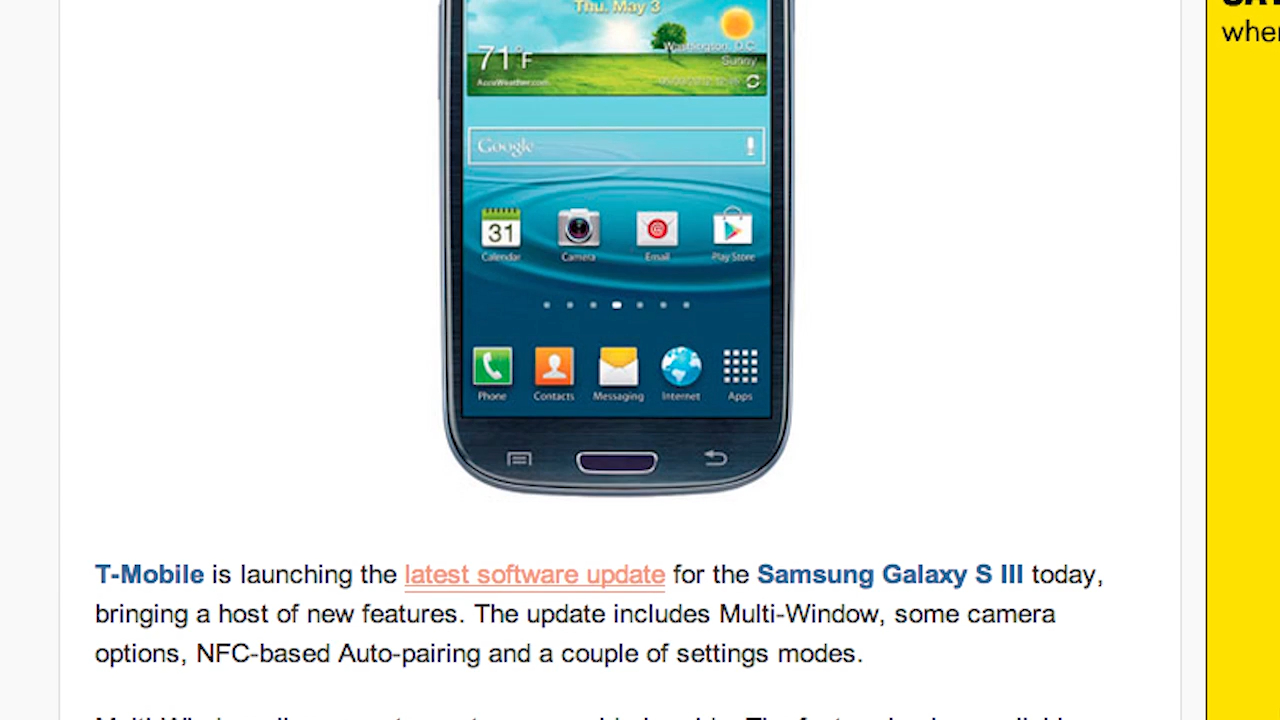 SAY
when
Thu. May 3
71°F
Washington, D.C.
Sunny
AccuWeather.com
Google
31
Calendar
Camera
Email
Play Store
Phone
Contacts
Messaging
Internet
Apps
T-Mobile is launching the latest software update for the Samsung Galaxy S III today,
bringing a host of new features. The update includes Multi-Window, some camera
options, NFC-based Auto-pairing and a couple of settings modes.